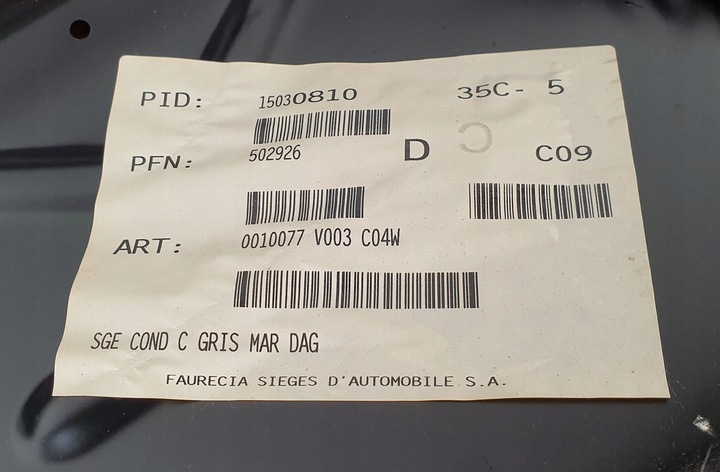 PID: 15030810 35C- 5
PFN: 502926 D C C09
ART: 0010077 V003 C04W
SGE COND C GRIS MAR DAG
FAURECIA SIEGES D'AUTOMOBILE S.A.